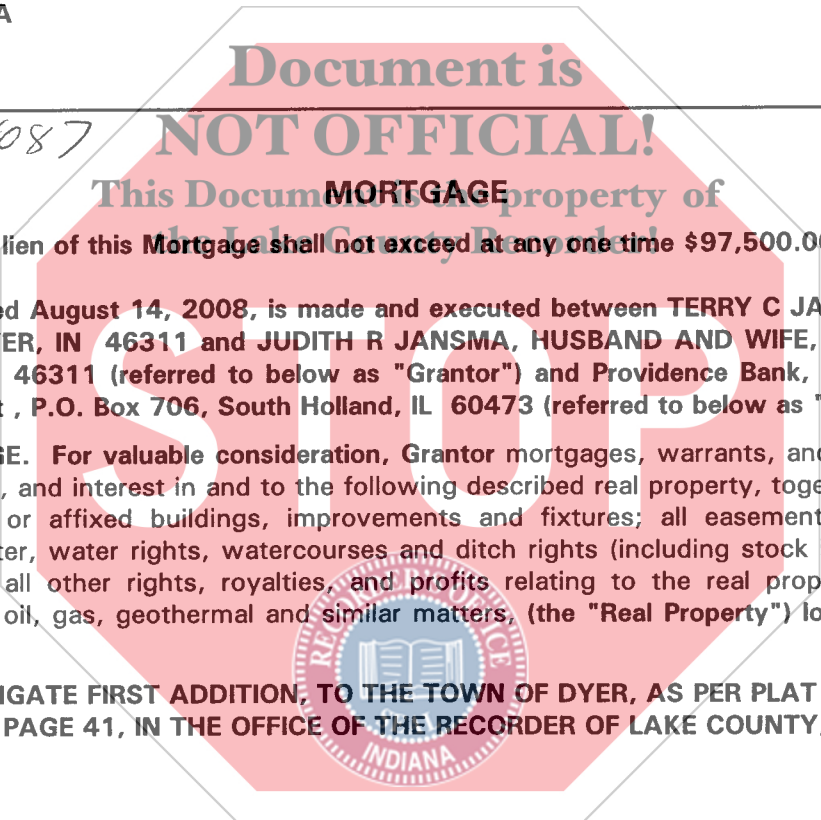 A
Document is
087
NOT OFFICIAL!
MORTGAGE
This Document is the property of
the Lake County Recorder!
lien of this Mortgage shall not exceed at any one time $97,500.0
ed August 14, 2008, is made and executed between TERRY C JA
ER, IN 46311 and JUDITH R JANSMA, HUSBAND AND WIFE,
46311 (referred to below as "Grantor") and Providence Bank,
, P.O. Box 706, South Holland, IL 60473 (referred to below as "
STOP
GE. For valuable consideration, Grantor mortgages, warrants, and
, and interest in and to the following described real property, toge
or affixed buildings, improvements and fixtures; all easement
ter, water rights, watercourses and ditch rights (including stock
all other rights, royalties, and profits relating to the real prop
oil, gas, geothermal and similar matters, (the "Real Property") lo
RECORDER'S OFFICE
IGATE FIRST ADDITION, TO THE TOWN OF DYER, AS PER PLAT
PAGE 41, IN THE OFFICE OF THE RECORDER OF LAKE COUNTY,
INDIANA